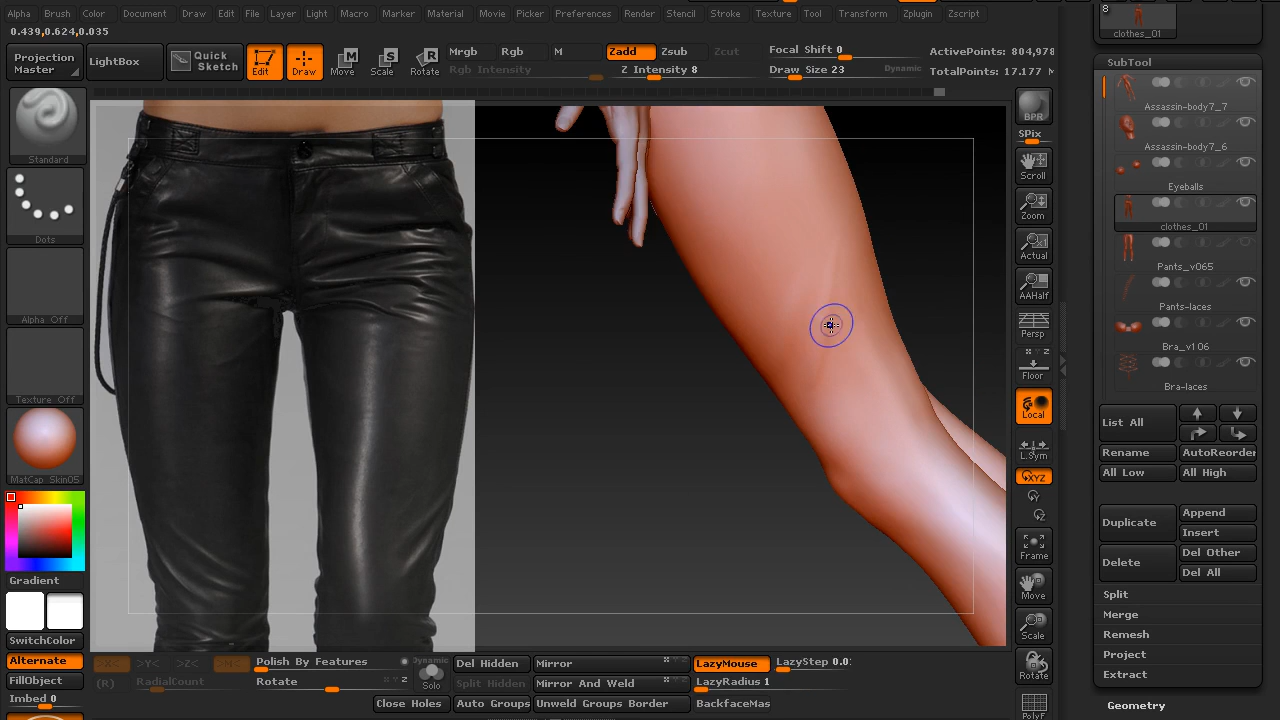 Alpha Brush Color Document Draw Edit File Layer Light Macro Marker Material Movie Picker Preferences Render Stencil Stroke Texture Tool Transform Zplugin Zscript
0.439,0.624,0.035
Projection Master
LightBox
Quick Sketch
Edit
Draw
Move
Scale
Rotate
Mrgb Rgb M Zadd Zsub Zcut
Rgb Intensity Z Intensity 8
Focal Shift 0
Draw Size 23 Dynamic
ActivePoints: 804,978
TotalPoints: 17.177 M
Standard
Dots
Alpha Off
Texture Off
MatCap Skin05
Gradient
SwitchColor
Alternate
FillObject
Imbed 0
BPR
SPix
Scroll
Zoom
Actual
AAHalf
Persp
Floor
Local
L.Sym
XYZ
Frame
Move
Scale
Rotate
PolyF
8
clothes_01
SubTool
Assassin-body7_7
Assassin-body7_6
Eyeballs
clothes_01
Pants_v065
Pants-laces
Bra_v106
Bra-laces
List All
Rename AutoReorder
All Low All High
Duplicate Append
Insert
Delete Del Other
Del All
Split
Merge
Remesh
Project
Extract
Geometry
>X< >Y< >Z< >M<
(R) RadialCount
Polish By Features
Rotate
Dynamic
Solo
Del Hidden Mirror
Split Hidden Mirror And Weld
Close Holes Auto Groups Unweld Groups Border
LazyMouse LazyStep 0.0
LazyRadius 1
BackfaceMas